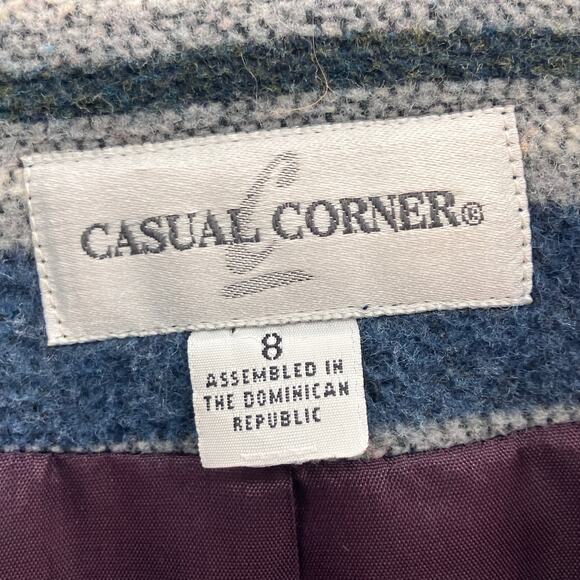 CASUAL CORNER®
8
ASSEMBLED IN
THE DOMINICAN
REPUBLIC